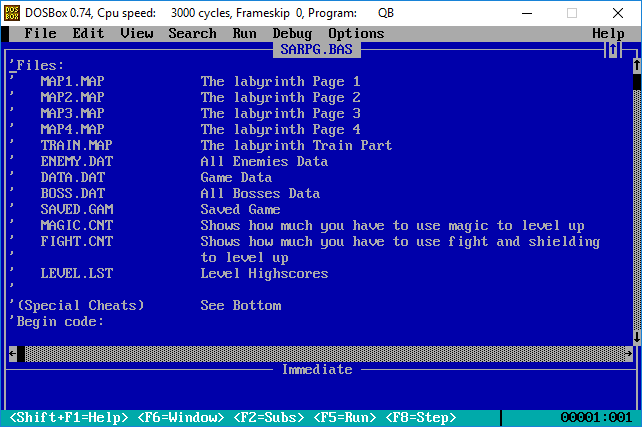 DOSBox 0.74, Cpu speed: 3000 cycles, Frameskip 0, Program: QB
File Edit View Search Run Debug Options Help
SARPG.BAS
'Files:
' MAP1.MAP The labyrinth Page 1
' MAP2.MAP The labyrinth Page 2
' MAP3.MAP The labyrinth Page 3
' MAP4.MAP The labyrinth Page 4
' TRAIN.MAP The labyrinth Train Part
' ENEMY.DAT All Enemies Data
' DATA.DAT Game Data
' BOSS.DAT All Bosses Data
' SAVED.GAM Saved Game
' MAGIC.CNT Shows how much you have to use magic to level up
' FIGHT.CNT Shows how much you have to use fight and shielding
' to level up
' LEVEL.LST Level Highscores
'
'(Special Cheats) See Bottom
'Begin code:
Immediate
<Shift+F1=Help> <F6=Window> <F2=Subs> <F5=Run> <F8=Step> 00001:001